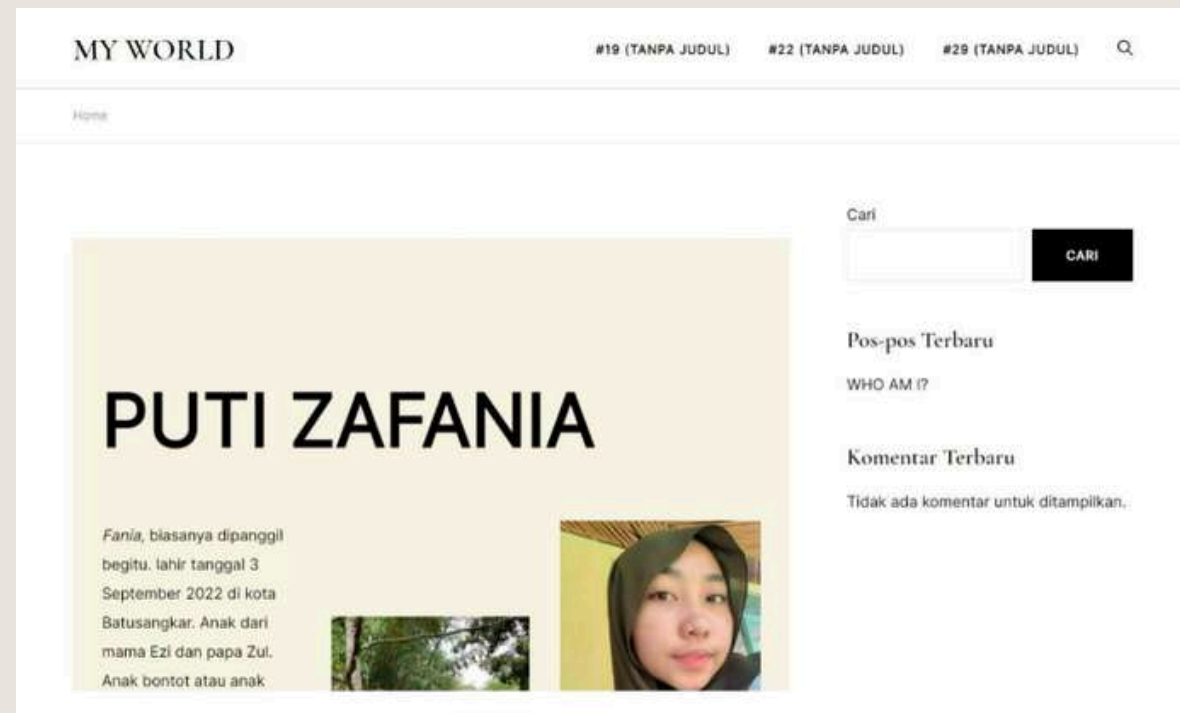 MY WORLD
#19 (TANPA JUDUL) #22 (TANPA JUDUL) #29 (TANPA JUDUL)
Home
PUTI ZAFANIA
Fania, biasanya dipanggil
begitu. lahir tanggal 3
September 2022 di kota
Batusangkar. Anak dari
mama Ezi dan papa Zul.
Anak bontot atau anak
Cari
CARI
Pos-pos Terbaru
WHO AM I?
Komentar Terbaru
Tidak ada komentar untuk ditampilkan.